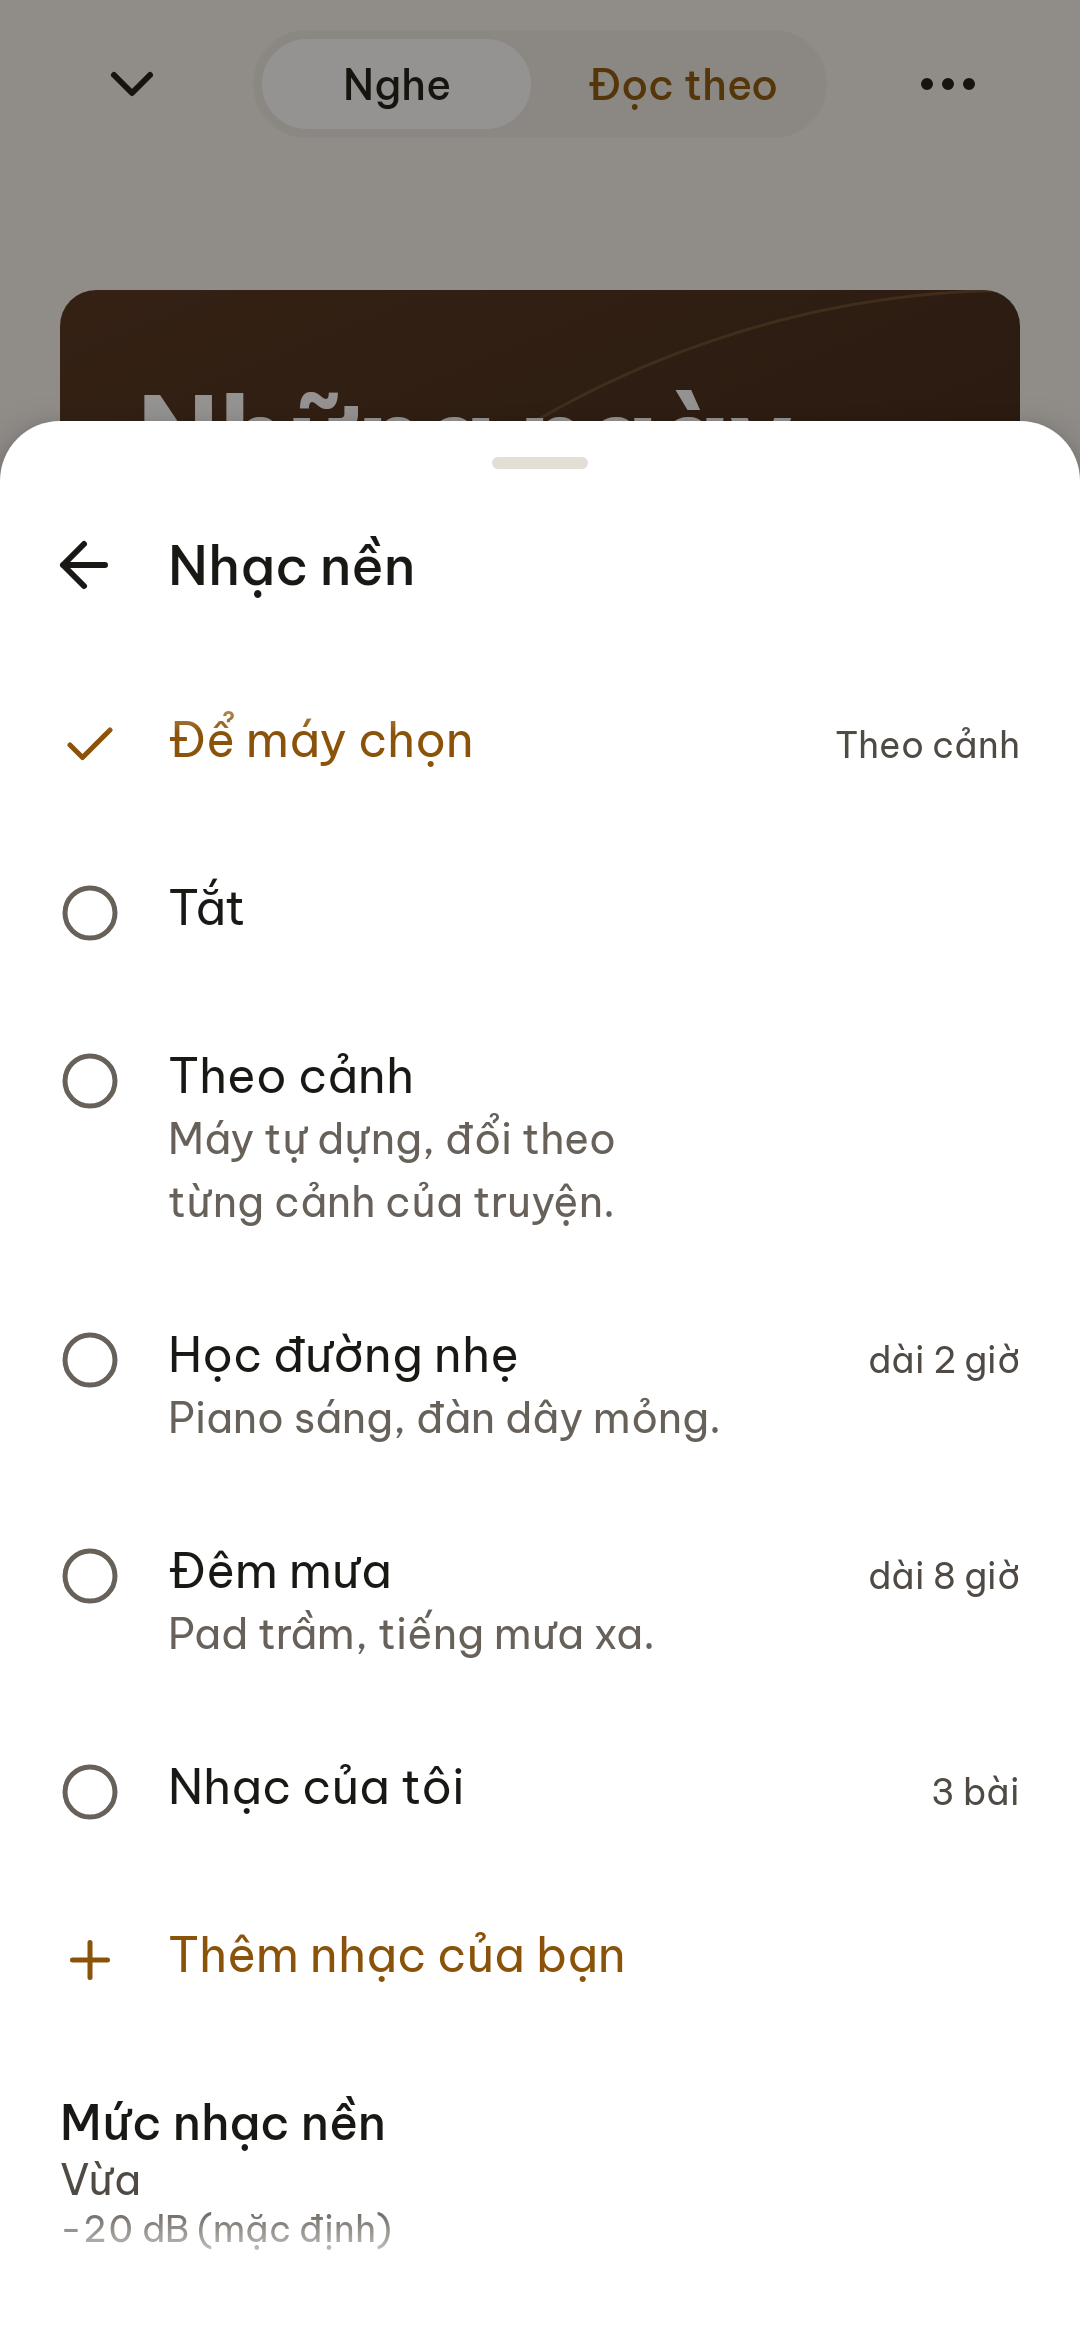 Nghe
Đọc theo
Những ngày
Nhạc nền
Để máy chọn
Theo cảnh
Tắt
Theo cảnh
Máy tự dựng, đổi theo
từng cảnh của truyện.
Học đường nhẹ
dài 2 giờ
Piano sáng, đàn dây mỏng.
Đêm mưa
dài 8 giờ
Pad trầm, tiếng mưa xa.
Nhạc của tôi
3 bài
Thêm nhạc của bạn
Mức nhạc nền
Vừa
-20 dB (mặc định)